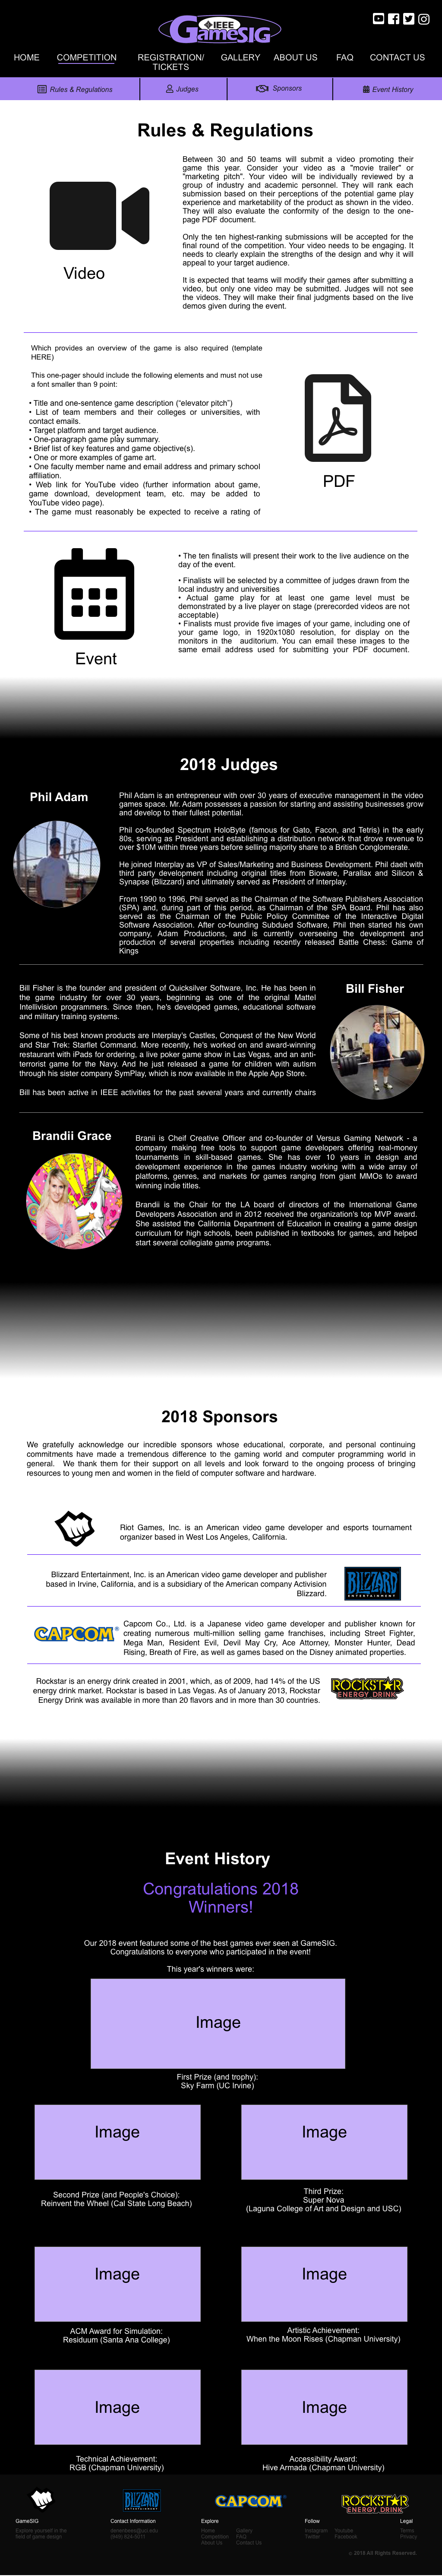 IEEE
GAMESIG
HOME
COMPETITION
REGISTRATION/
TICKETS
GALLERY
ABOUT US
FAQ
CONTACT US
Rules & Regulations
Judges
Sponsors
Event History
Rules & Regulations
Video
Between 30 and 50 teams will submit a video promoting their
game this year. Consider your video as a "movie trailer" or
"marketing pitch". Your video will be individually reviewed by a
group of industry and academic personnel. They will rank each
submission based on their perceptions of the potential game play
experience and marketability of the product as shown in the video.
They will also evaluate the conformity of the design to the one-
page PDF document.
Only the ten highest-ranking submissions will be accepted for the
final round of the competition. Your video needs to be engaging. It
needs to clearly explain the strengths of the design and why it will
appeal to your target audience.
It is expected that teams will modify their games after submitting a
video, but only one video may be submitted. Judges will not see
the videos. They will make their final judgments based on the live
demos given during the event.
Which provides an overview of the game is also required (template
HERE)
This one-pager should include the following elements and must not use
a font smaller than 9 point:
• Title and one-sentence game description (“elevator pitch”)
• List of team members and their colleges or universities, with
contact emails.
• Target platform and target audience.
• One-paragraph game play summary.
• Brief list of key features and game objective(s).
• One or more examples of game art.
• One faculty member name and email address and primary school
affiliation.
• Web link for YouTube video (further information about game,
game download, development team, etc. may be added to
YouTube video page).
• The game must reasonably be expected to receive a rating of
PDF
Event
• The ten finalists will present their work to the live audience on the
day of the event.
• Finalists will be selected by a committee of judges drawn from the
local industry and universities
• Actual game play for at least one game level must be
demonstrated by a live player on stage (prerecorded videos are not
acceptable)
• Finalists must provide five images of your game, including one of
your game logo, in 1920x1080 resolution, for display on the
monitors in the auditorium. You can email these images to the
same email address used for submitting your PDF document.
2018 Judges
Phil Adam
Phil Adam is an entrepreneur with over 30 years of executive management in the video
games space. Mr. Adam possesses a passion for starting and assisting businesses grow
and develop to their fullest potential.
Phil co-founded Spectrum HoloByte (famous for Gato, Facon, and Tetris) in the early
80s, serving as President and establishing a distribution network that drove revenue to
over $10M within three years before selling majority share to a British Conglomerate.
He joined Interplay as VP of Sales/Marketing and Business Development. Phil daelt with
third party development including original titles from Bioware, Parallax and Silicon &
Synapse (Blizzard) and ultimately served as President of Interplay.
From 1990 to 1996, Phil served as the Chairman of the Software Publishers Association
(SPA) and, during part of this period, as Chairman of the SPA Board. Phil has also
served as the Chairman of the Public Policy Committee of the Interactive Digital
Software Association. After co-founding Subdued Software, Phil then started his own
company, Adam Productions, and is currently overseeing the development and
production of several properties including recently released Battle Chess: Game of
Kings
Bill Fisher is the founder and president of Quicksilver Software, Inc. He has been in
the game industry for over 30 years, beginning as one of the original Mattel
Intellivision programmers. Since then, he's developed games, educational software
and military training systems.
Some of his best known products are Interplay's Castles, Conquest of the New World
and Star Trek: Starflet Command. More recently, he's worked on and award-winning
restaurant with iPads for ordering, a live poker game show in Las Vegas, and an anti-
terrorist game for the Navy. And he just released a game for children with autism
through his sister company SymPlay, which is now available in the Apple App Store.
Bill has been active in IEEE activities for the past several years and currently chairs
Bill Fisher
Brandii Grace
Branii is Cheif Creative Officer and co-founder of Versus Gaming Network - a
company making free tools to support game developers offering real-money
tournaments in skill-based games. She has over 10 years in design and
development experience in the games industry working with a wide range of
platforms, genres, and markets for games ranging from giant MMOs to award
winning indie titles.
Brandii is the Chair for the LA board of directors of the International Game
Developers Association and in 2012 received the organization's top MVP award.
She assisted the California Department of Education in creating a game design
curriculum for high schools, been published in textbooks for games, and helped
start several collegiate game programs.
2018 Sponsors
We gratefully acknowledge our incredible sponsors whose educational, corporate, and personal continuing
commitments have made a tremendous difference to the gaming world and computer programming world in
general. We thank them for their support on all levels and look forward to the ongoing process of bringing
resources to young men and women in the field of computer software and hardware.
Riot Games, Inc. is an American video game developer and esports tournament
organizer based in West Los Angeles, California.
Blizzard Entertainment, Inc. is an American video game developer and publisher
based in Irvine, California, and is a subsidiary of the American company Activision
Blizzard.
BLIZZARD
ENTERTAINMENT
CAPCOM
Capcom Co., Ltd. is a Japanese video game developer and publisher known for
creating numerous multi-million selling game franchises, including Street Fighter,
Mega Man, Resident Evil, Devil May Cry, Ace Attorney, Monster Hunter, Dead
Rising, Breath of Fire, as well as games based on the Disney animated properties.
Rockstar is an energy drink created in 2001, which, as of 2009, had 14% of the US
energy drink market. Rockstar is based in Las Vegas. As of January 2013, Rockstar
Energy Drink was available in more than 20 flavors and in more than 30 countries.
ROCKST★R
ENERGY DRINK
Event History
Congratulations 2018
Winners!
Our 2018 event featured some of the best games ever seen at GameSIG.
Congratulations to everyone who participated in the event!
This year's winners were:
Image
First Prize (and trophy):
Sky Farm (UC Irvine)
Image
Image
Second Prize (and People's Choice):
Reinvent the Wheel (Cal State Long Beach)
Third Prize:
Super Nova
(Laguna College of Art and Design and USC)
Image
Image
ACM Award for Simulation:
Residuum (Santa Ana College)
Artistic Achievement:
When the Moon Rises (Chapman University)
Image
Image
Technical Achievement:
RGB (Chapman University)
Accessibility Award:
Hive Armada (Chapman University)
BLIZZARD
ENTERTAINMENT
CAPCOM
ROCKST★R
ENERGY DRINK
GameSIG
Explore yourself in the
field of game design.
Contact Information
Explore
Home
Gallery
Competition
FAQ
About Us
Contact Us
Follow
Instagram
Youtube
Twitter
Facebook
Legal
Terms
Privacy
© 2018 All Rights Reserved.